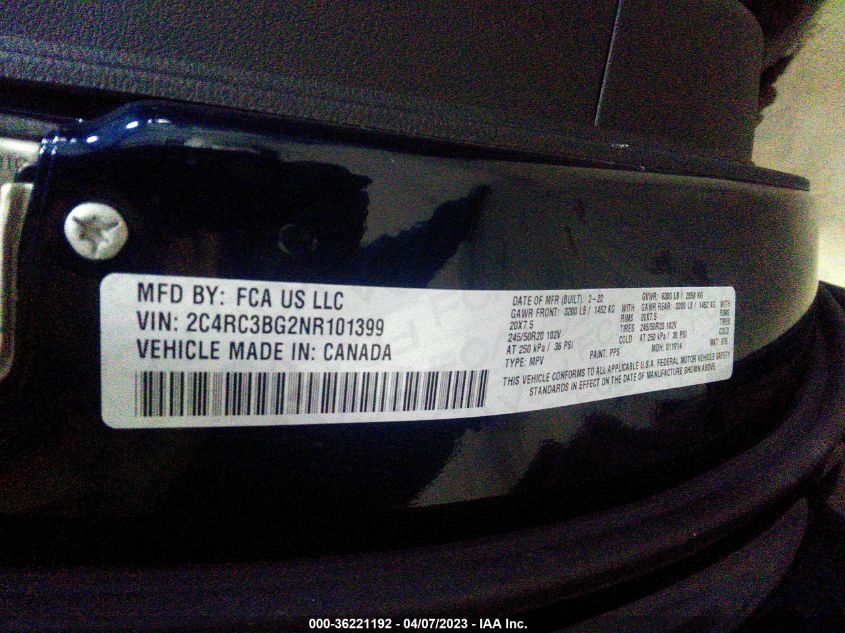 MFD BY: FCA US LLC
VIN: 2C4RC3BG2NR101399
VEHICLE MADE IN: CANADA
DATE OF MFR (BUILT): 2-22 GVWR: 6300 LB / 2858 KG
GAWR FRONT: 3200 LB / 1452 KG WITH GAWR REAR: 3200 LB / 1452 KG WITH
20X7.5 RIMS 20X7.5 RIMS
245/50R20 102V TIRES 245/50R20 102V TIRES
AT 250 kPa / 36 PSI COLD AT 250 kPa / 36 PSI COLD
TYPE: MPV PAINT: PPS MDH: 011914
THIS VEHICLE CONFORMS TO ALL APPLICABLE U.S.A. FEDERAL MOTOR VEHICLE SAFETY
STANDARDS IN EFFECT ON THE DATE OF MANUFACTURE SHOWN ABOVE
000-36221192 - 04/07/2023 - IAA Inc.